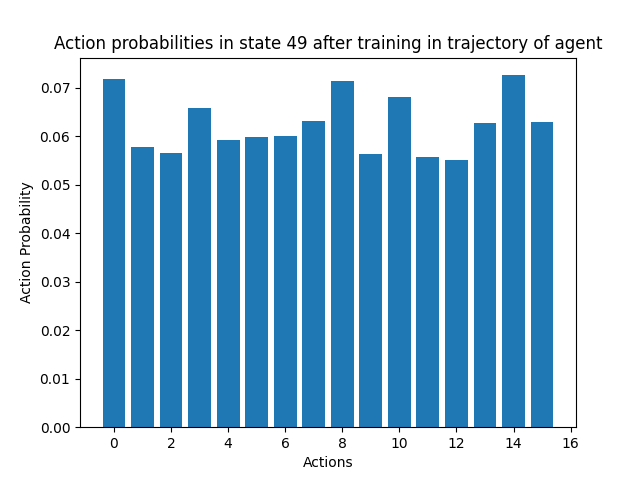 Action probabilities in state 49 after training in trajectory of agent
0.07
0.06
0.05
0.04
0.03
0.02
0.01
0.00
Action Probability
0 2 4 6 8 10 12 14 16
Actions